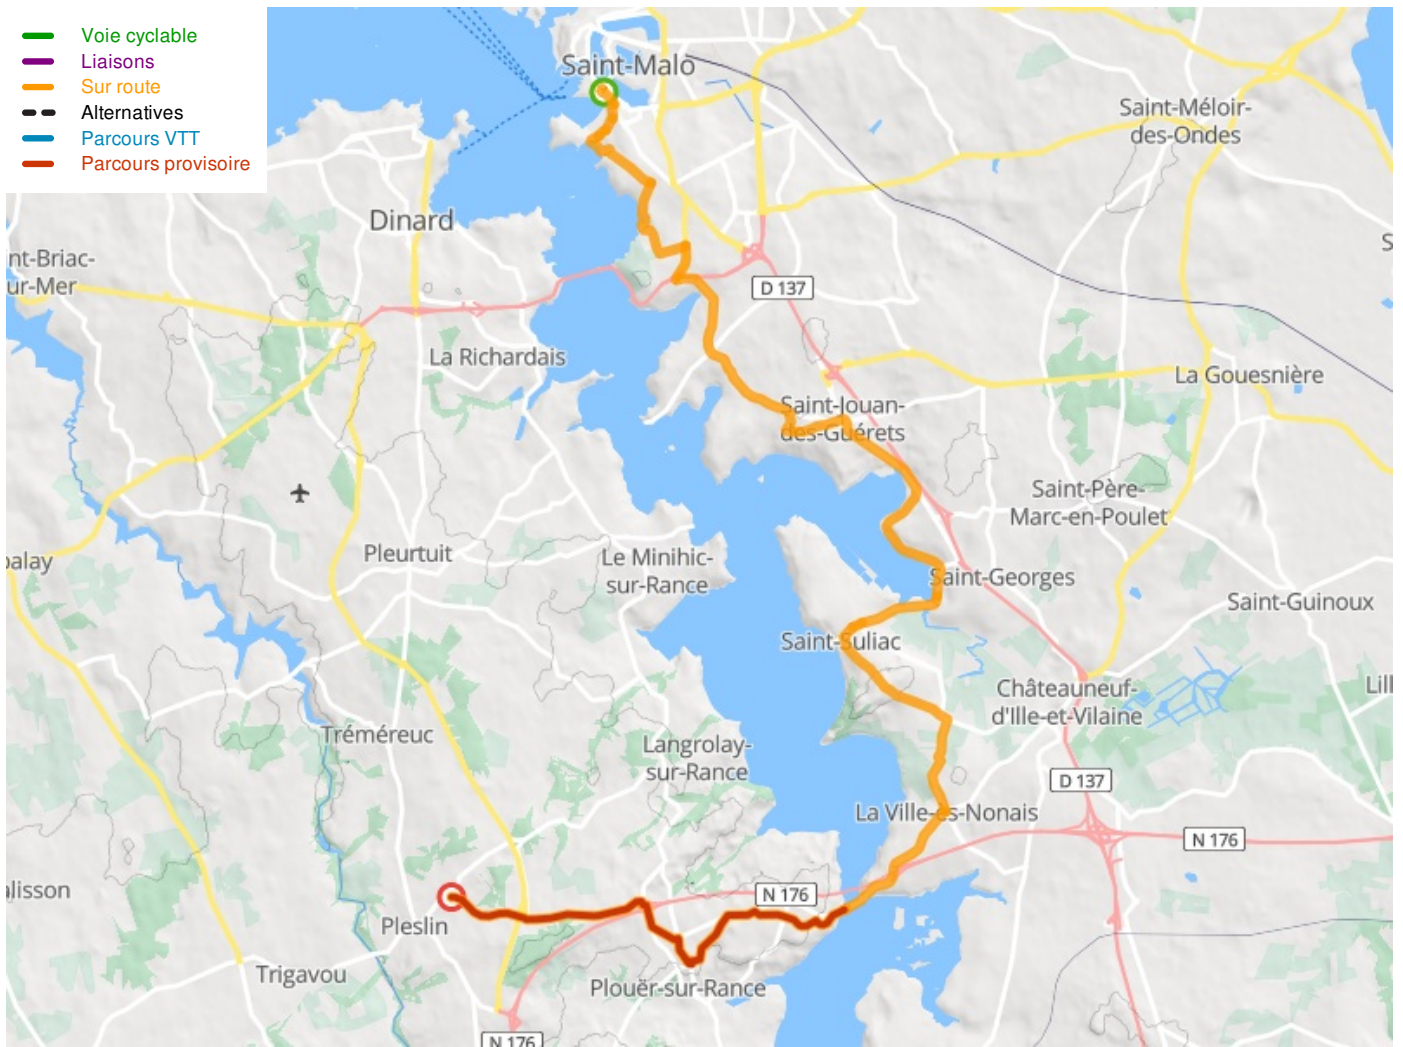 Voie cyclable
Liaisons
Sur route
Alternatives
Parcours VTT
Parcours provisoire
Saint-Malo
Saint-Méloir-
des-Ondes
Dinard
nt-Briac-
ur-Mer
S
D 137
La Richardais
La Gouesnière
Saint-Jouan-
des-Guérets
Saint-Père-
Marc-en-Poulet
Pleurtuit
balay
Le Minihic-
sur-Rance
Saint-Georges
Saint-Guinoux
Saint-Suliac
Châteauneuf-
d'Ille-et-Vilaine
Lill
Tréméreuc
Langrolay-
sur-Rance
D 137
La Ville-ès-Nonais
N 176
alisson
N 176
Pleslin
Trigavou
Plouër-sur-Rance
N 176